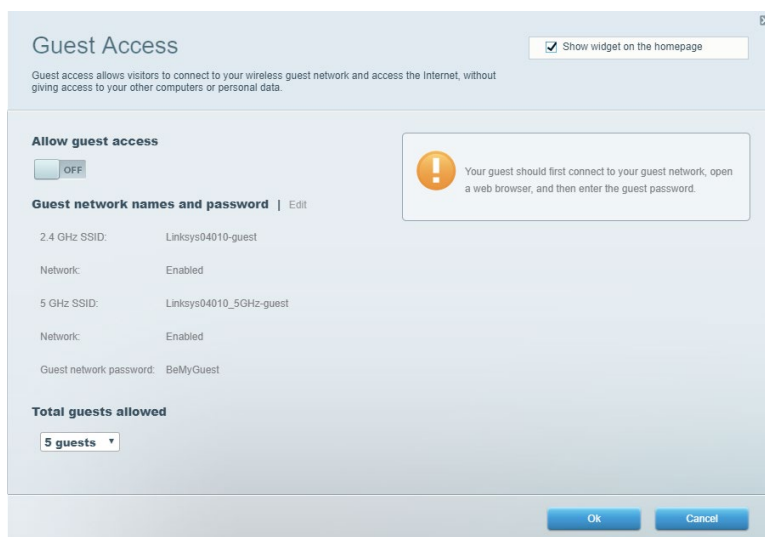 Guest Access
Show widget on the homepage
Guest access allows visitors to connect to your wireless guest network and access the Internet, without
giving access to your other computers or personal data.
Allow guest access
OFF
Your guest should first connect to your guest network, open
a web browser, and then enter the guest password.
Guest network names and password | Edit
2.4 GHz SSID: Linksys04010-guest
Network: Enabled
5 GHz SSID: Linksys04010_5GHz-guest
Network: Enabled
Guest network password: BeMyGuest
Total guests allowed
5 guests
Ok Cancel